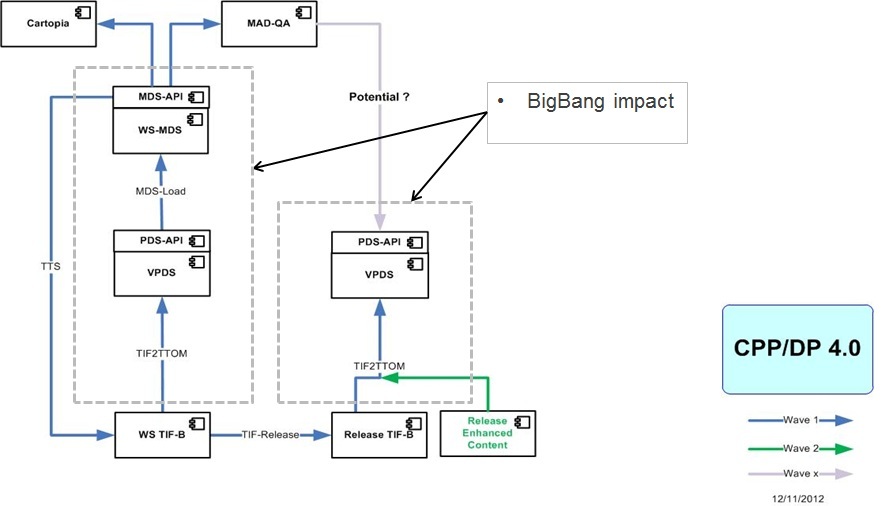 Cartopia
MAD-QA
Potential ?
• BigBang impact
MDS-API
WS-MDS
MDS-Load
PDS-API
VPDS
PDS-API
VPDS
TTS
TIF2TTOM
TIF2TTOM
CPP/DP 4.0
WS TIF-B
TIF-Release
Release TIF-B
Release
Enhanced
Content
Wave 1
Wave 2
Wave x
12/11/2012